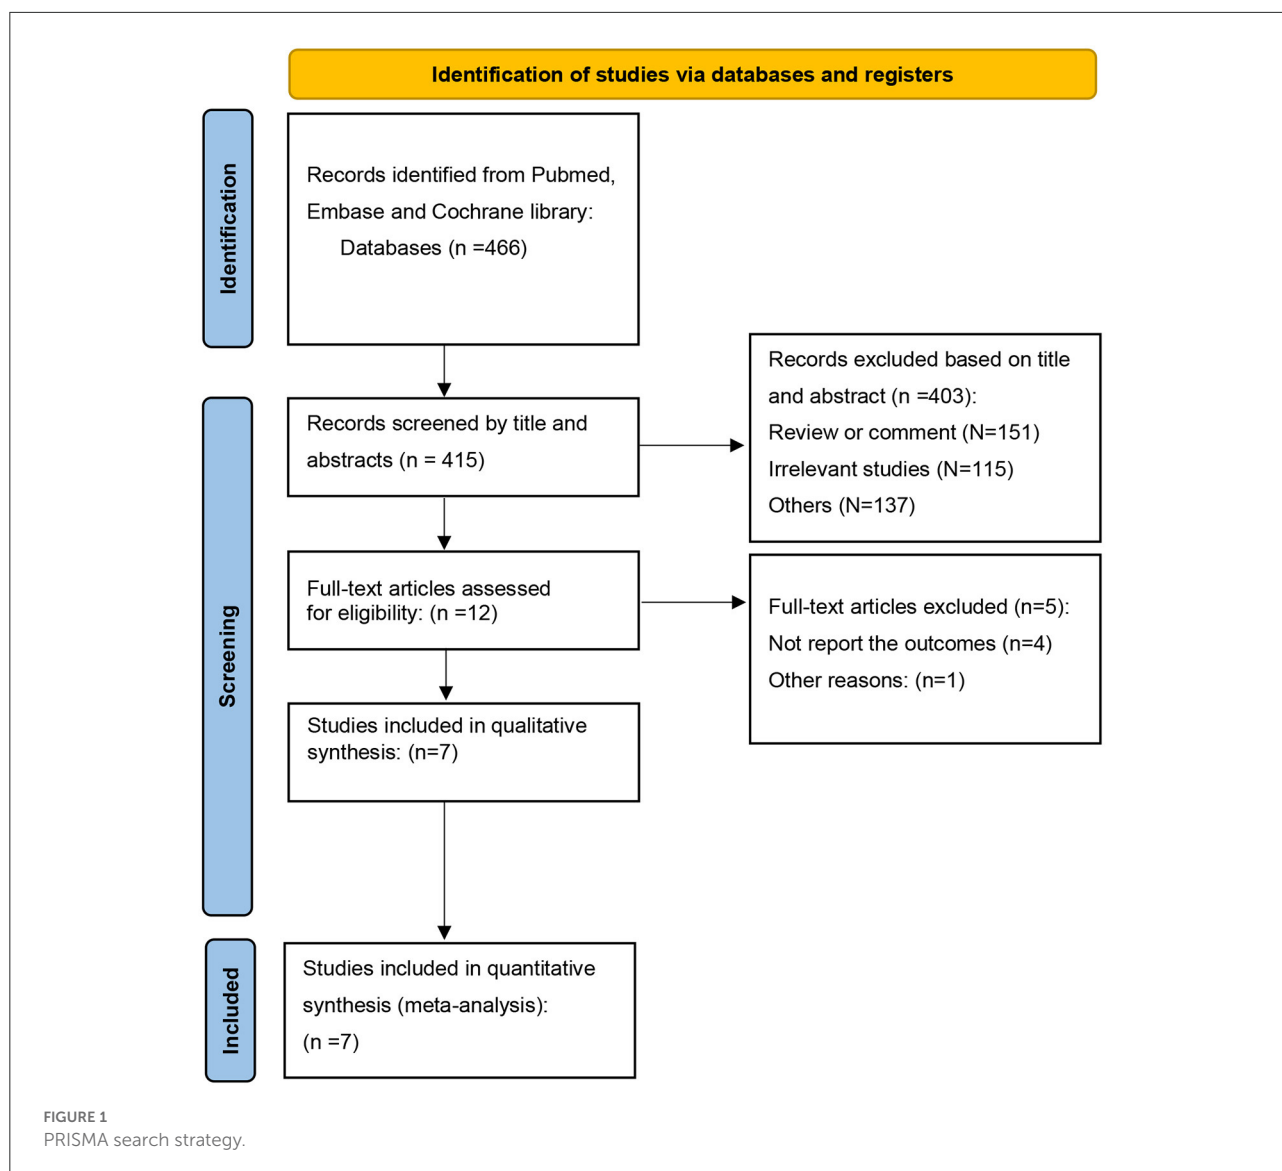 Identification of studies via databases and registers
Identification
Records identified from Pubmed,
Embase and Cochrane library:
Databases (n =466)
Records excluded based on title
and abstract (n =403):
Review or comment (N=151)
Irrelevant studies (N=115)
Others (N=137)
Screening
Records screened by title and
abstracts (n = 415)
Full-text articles assessed
for eligibility: (n =12)
Full-text articles excluded (n=5):
Not report the outcomes (n=4)
Other reasons: (n=1)
Studies included in qualitative
synthesis: (n=7)
Included
Studies included in quantitative
synthesis (meta-analysis):
(n =7)
FIGURE 1
PRISMA search strategy.